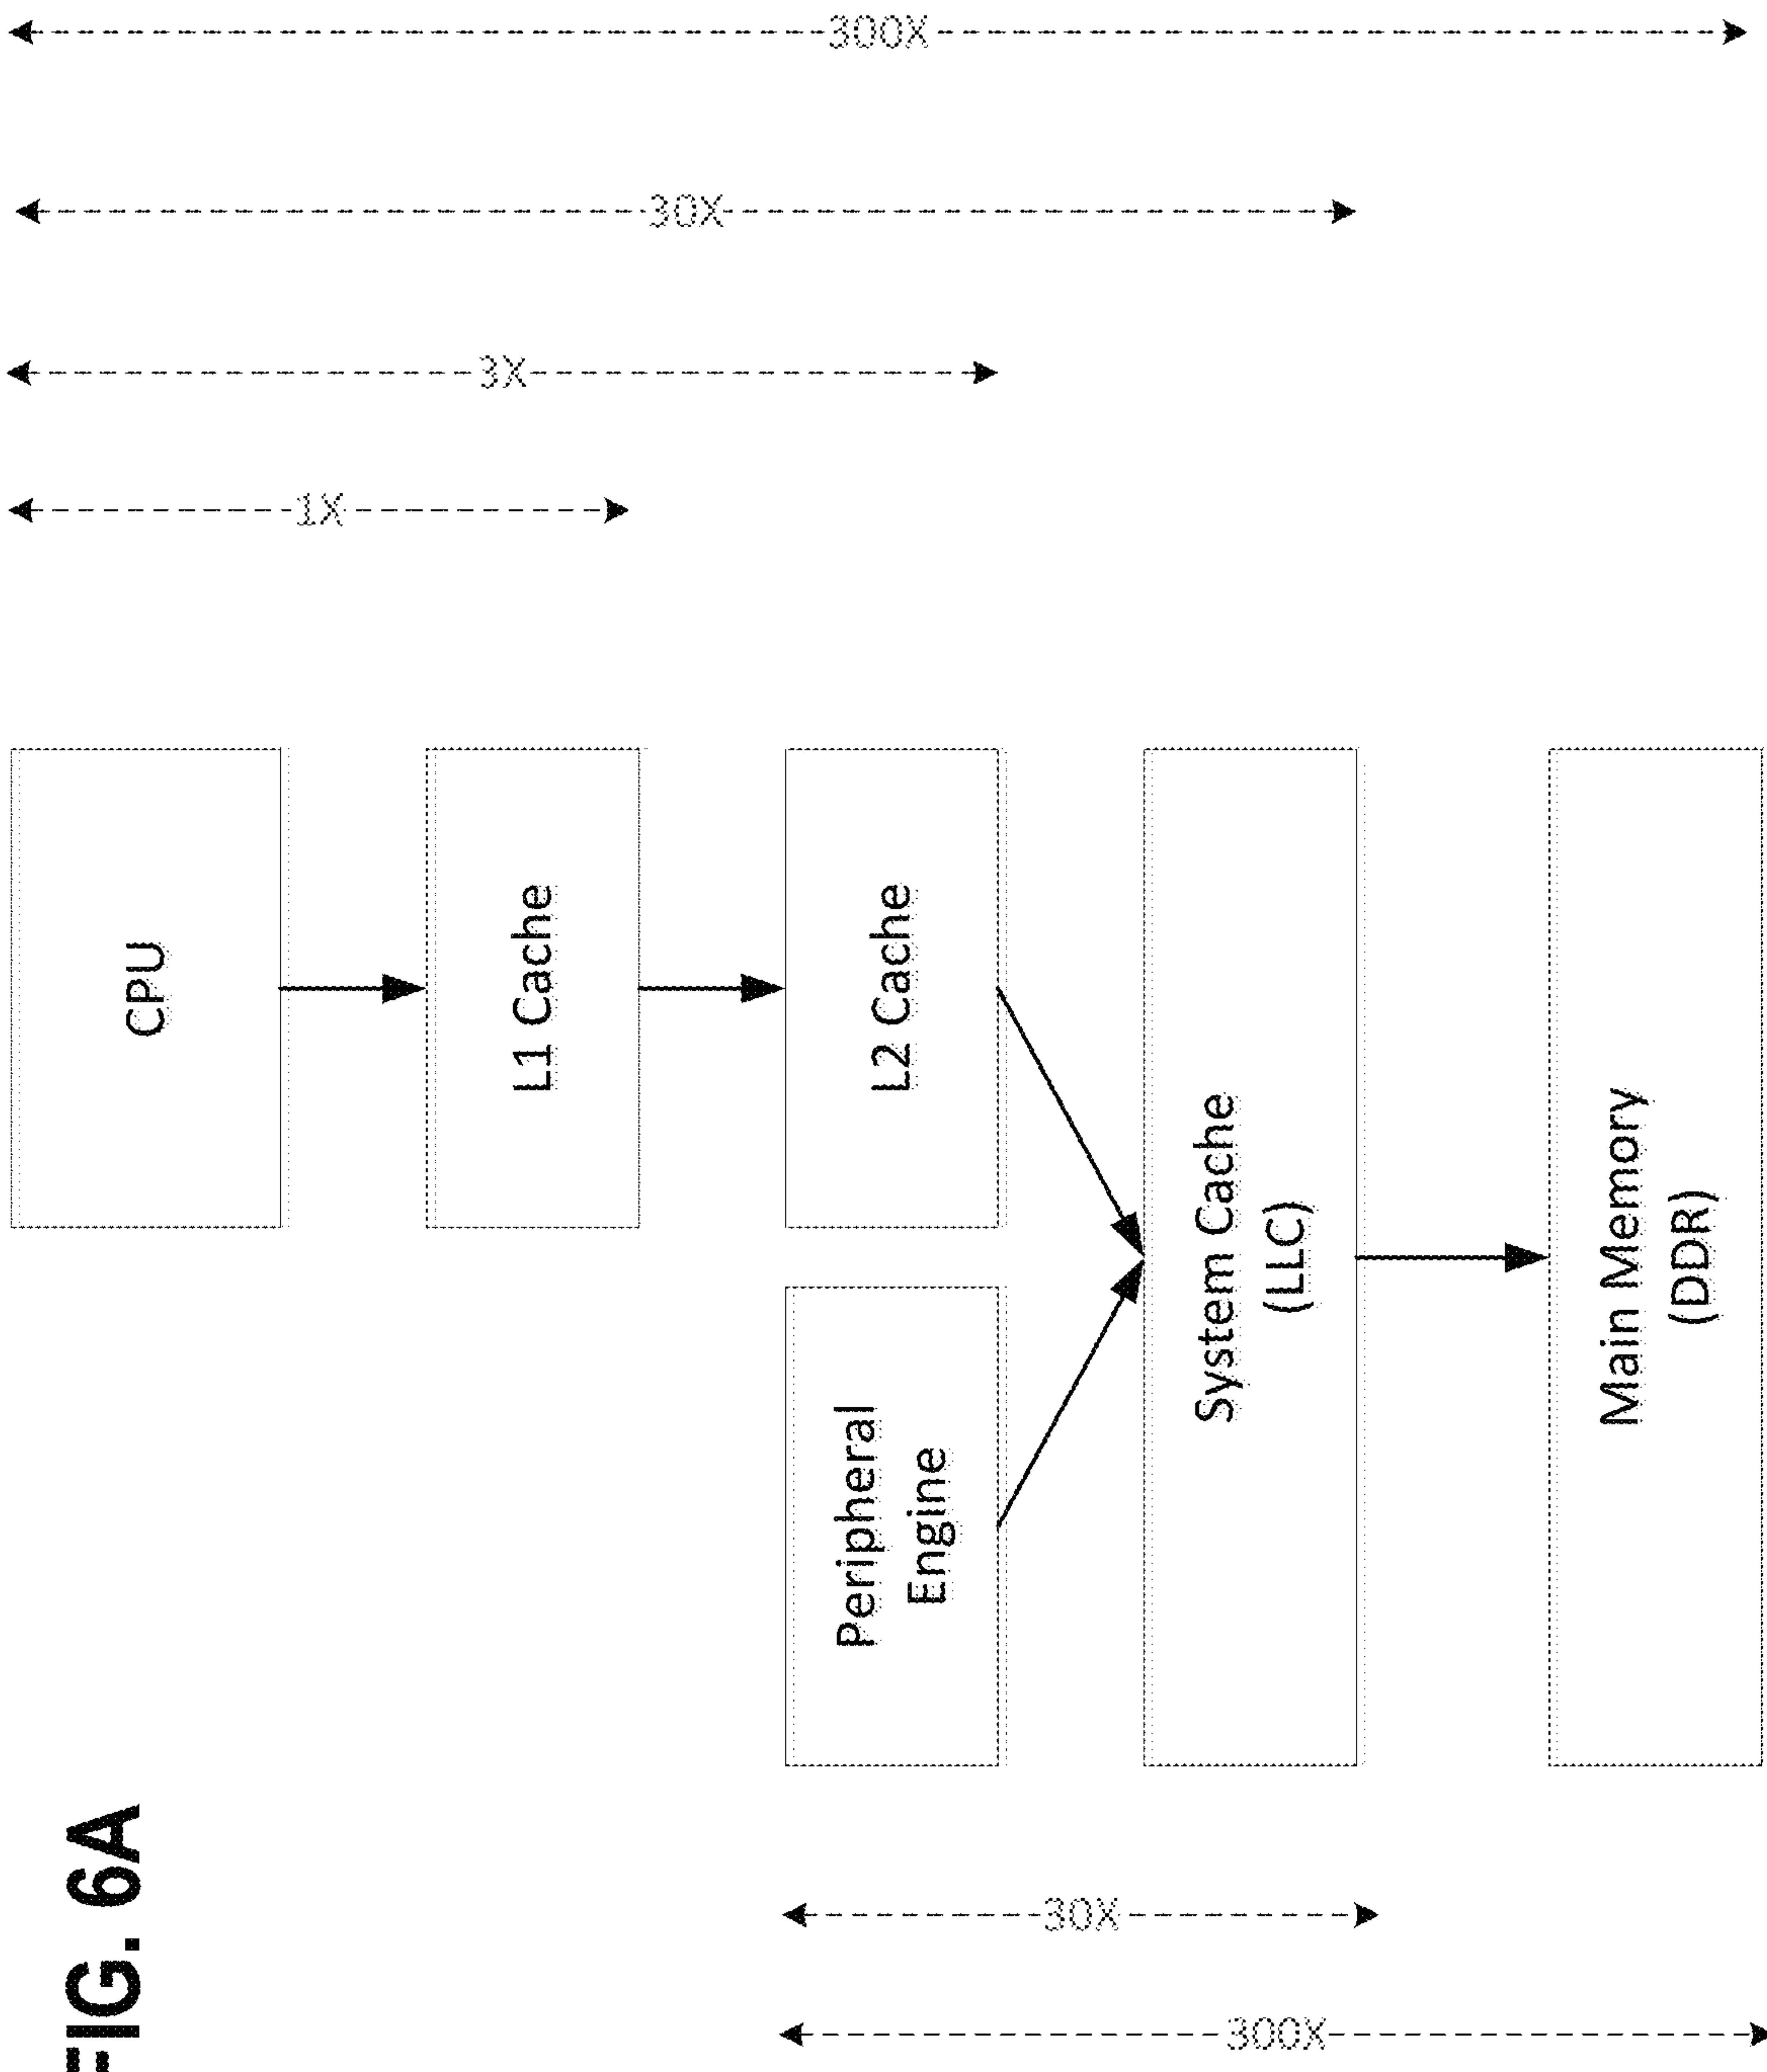 FIG. 6A
300X
30X
3X
1X
CPU
L1 Cache
L2 Cache
Peripheral
Engine
System Cache
(LLC)
Main Memory
(DDR)
30X
300X